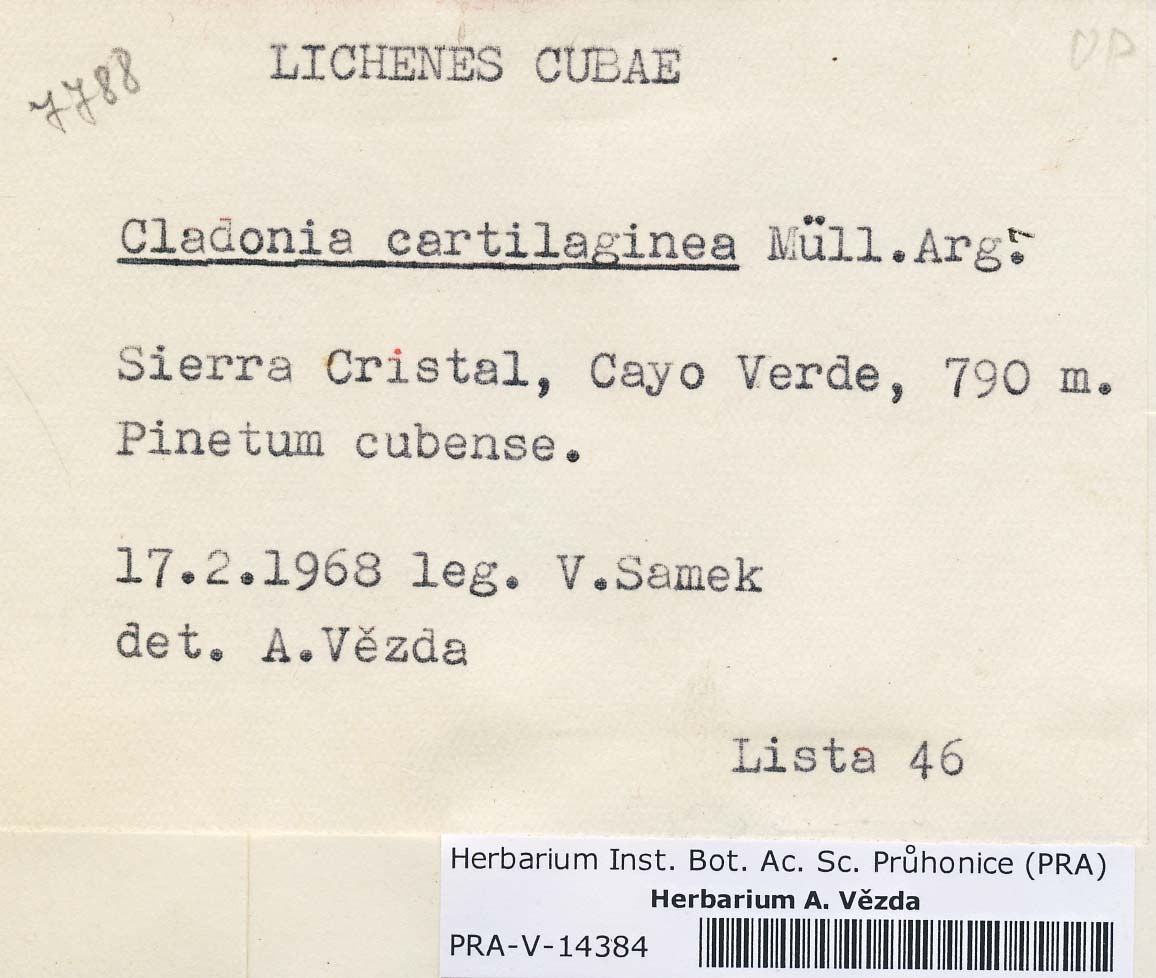 7788
LICHENES CUBAE
OP
Cladonia cartilaginea Müll.Arg.
Sierra Cristal, Cayo Verde, 790 m.
Pinetum cubense.
17.2.1968 leg. V.Samek
det. A.Vězda
Lista 46
Herbarium Inst. Bot. Ac. Sc. Průhonice (PRA)
Herbarium A. Vězda
PRA-V-14384